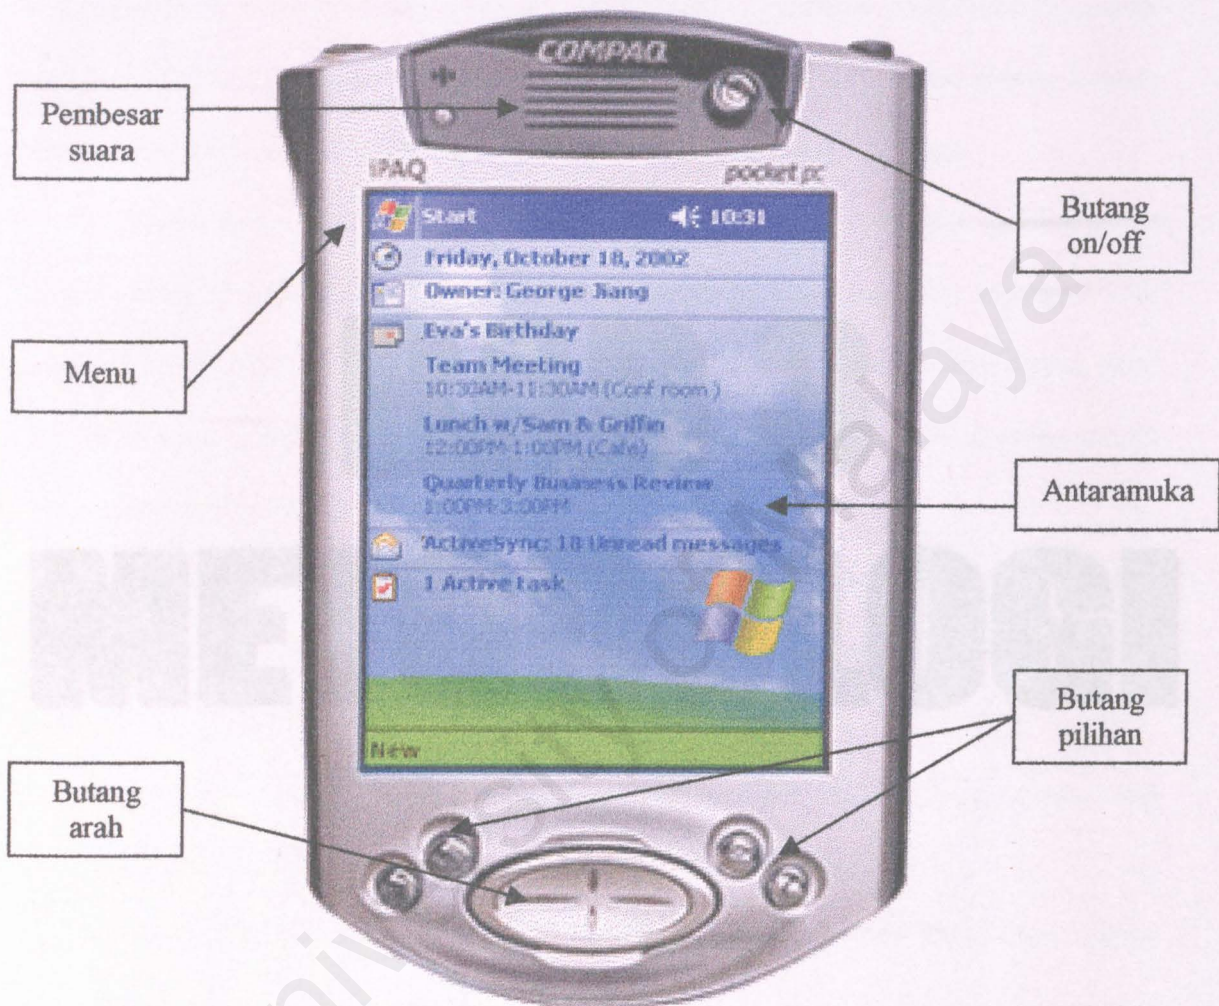 COMPAQ
Pembesar
suara
iPAQ
pocket pc
Butang
on/off
Start
10:31
Friday, October 18, 2002
Owner: George Jiang
Eva's Birthday
Menu
Team Meeting
10:30AM-11:30AM (Conf room)
Lunch w/Sam & Griffin
12:00PM-1:00PM (Cafe)
Quarterly Business Review
1:00PM-3:00PM
Antaramuka
ActiveSync: 18 Unread messages
1 Active task
Butang
pilihan
New
Butang
arah
University of Malaya